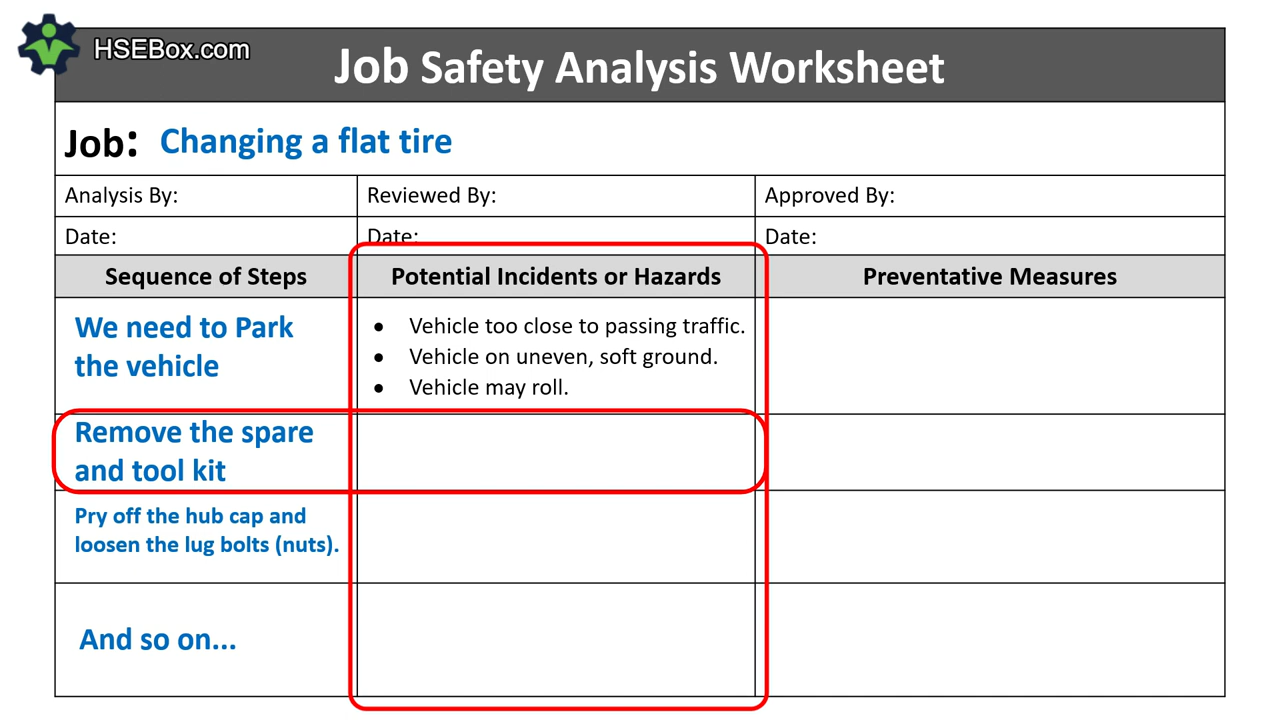 HSEBox.com
Job Safety Analysis Worksheet
Job: Changing a flat tire
Analysis By: Reviewed By: Approved By:
Date: Date: Date:
Sequence of Steps Potential Incidents or Hazards Preventative Measures
We need to Park
the vehicle
• Vehicle too close to passing traffic.
• Vehicle on uneven, soft ground.
• Vehicle may roll.
Remove the spare
and tool kit
Pry off the hub cap and
loosen the lug bolts (nuts).
And so on...